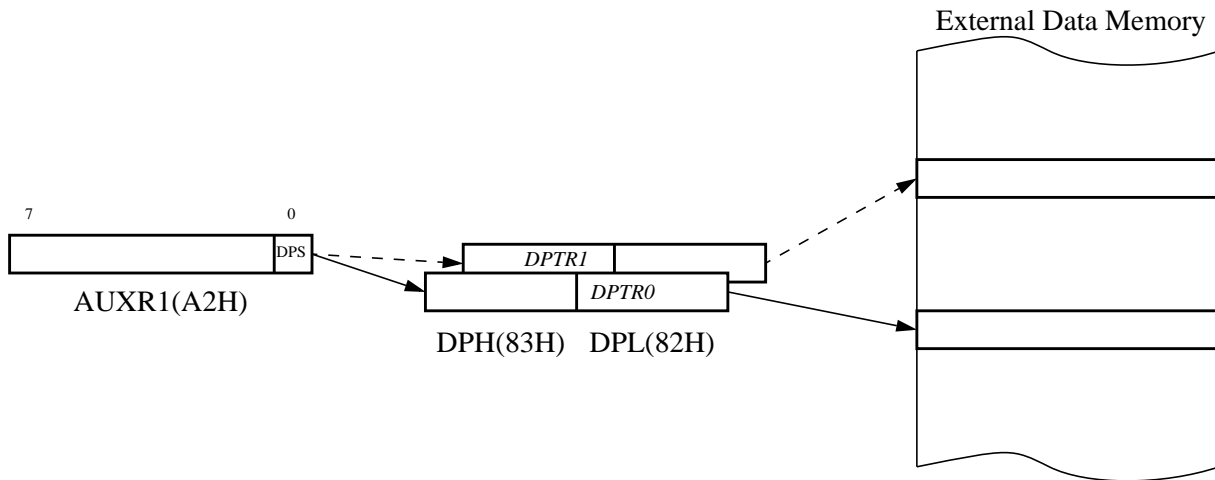 External Data Memory
7 0
DPS
DPTR1
DPTR0
AUXR1(A2H)
DPH(83H) DPL(82H)